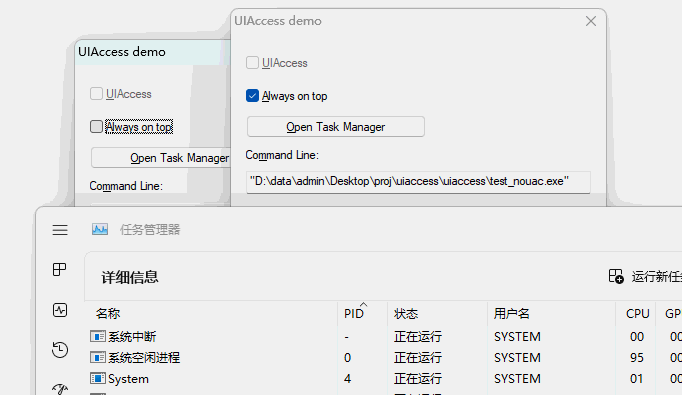 UIAccess demo
UIAccess
Always on top
Open Task Manager
Command Line:
UIAccess demo
UIAccess
Always on top
Open Task Manager
Command Line:
"D:\data\admin\Desktop\proj\uiaccess\uiaccess\test_nouac.exe"
任务管理器
详细信息 运行新任
名称 PID 状态 用户名 CPU GP
系统中断 - 正在运行 SYSTEM 00 00
系统空闲进程 0 正在运行 SYSTEM 95 00
System 4 正在运行 SYSTEM 01 00